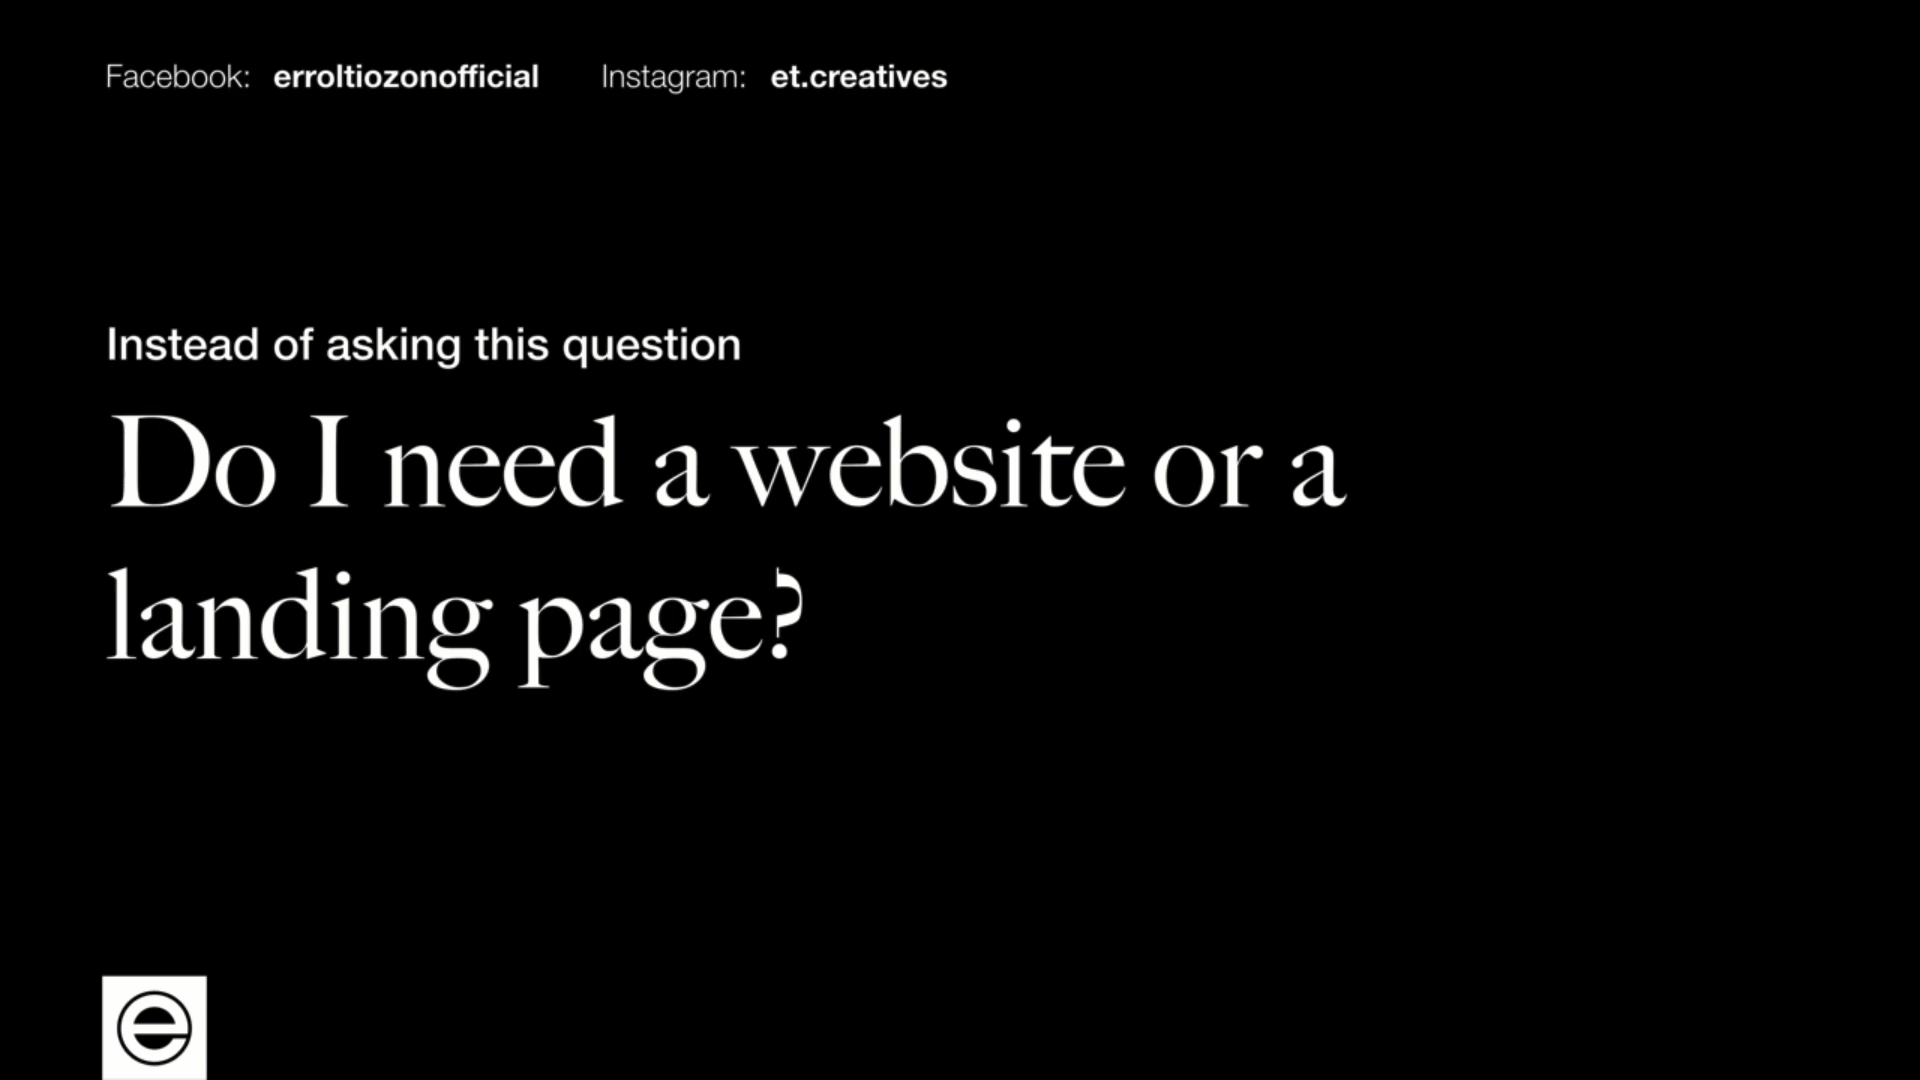 Facebook: erroltiozonofficial Instagram: et.creatives
Instead of asking this question
Do I need a website or a
landing page?
e